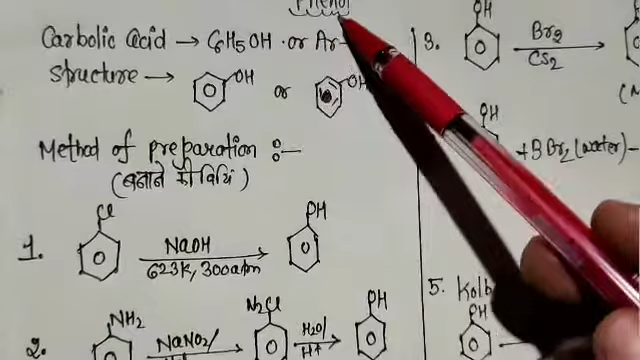 Phenol
Carbolic acid → C6H5OH or Ar-
Structure → OH or OH
Method of preparation :-
(बनाने की विधि)
1. Cl NaOH OH
623K, 300atm
2. NH2 NaNO2/ N2Cl H2O/ OH
H+
3. OH Br2
CS2
OH
+3Br2 (water) -
5. Kolb
OH